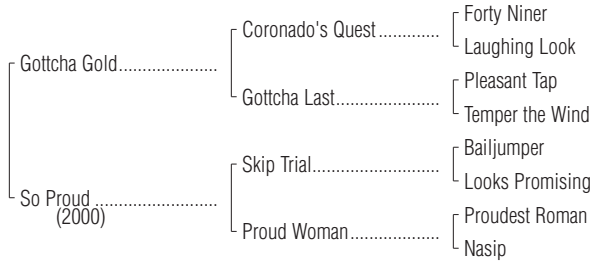 Forty Niner
Coronado's Quest.............
Laughing Look
Gottcha Gold.....................
Pleasant Tap
Gottcha Last......................
Temper the Wind
Bailjumper
Skip Trial...........................
Looks Promising
So Proud ..........................
(2000)
Proudest Roman
Proud Woman...................
Nasip